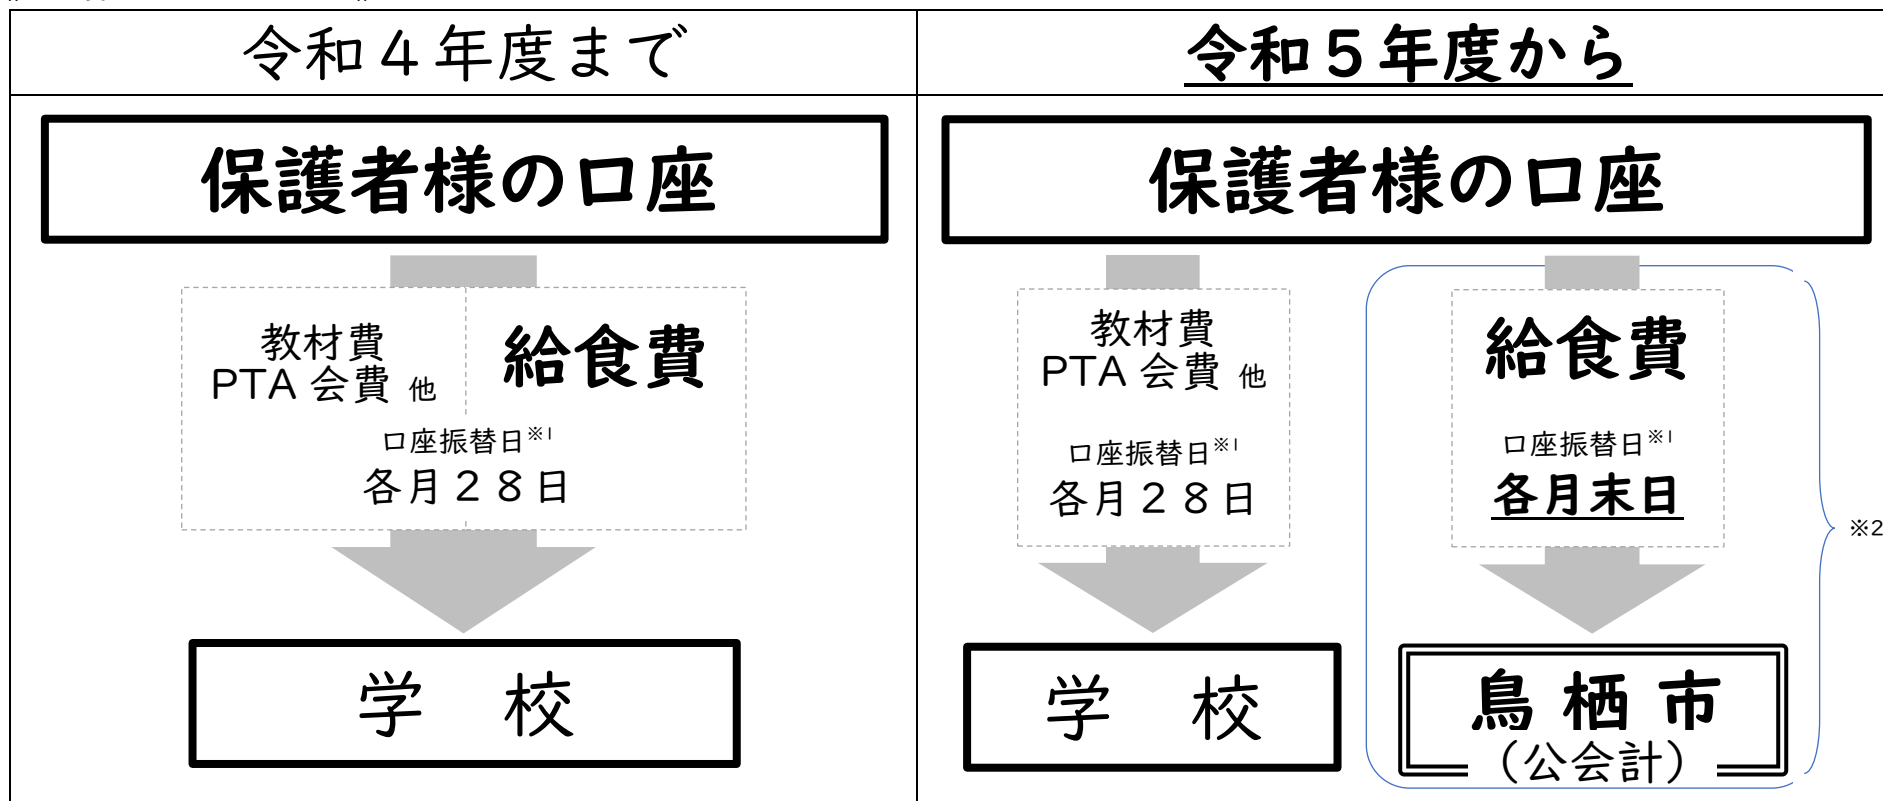 令和４年度まで
令和５年度から
保護者様の口座
教材費
PTA 会費 他
給食費
口座振替日※1
各月２８日
学　校
保護者様の口座
教材費
PTA 会費 他
口座振替日※1
各月２８日
学　校
給食費
口座振替日※1
各月末日
鳥 栖 市
（公会計）
※2